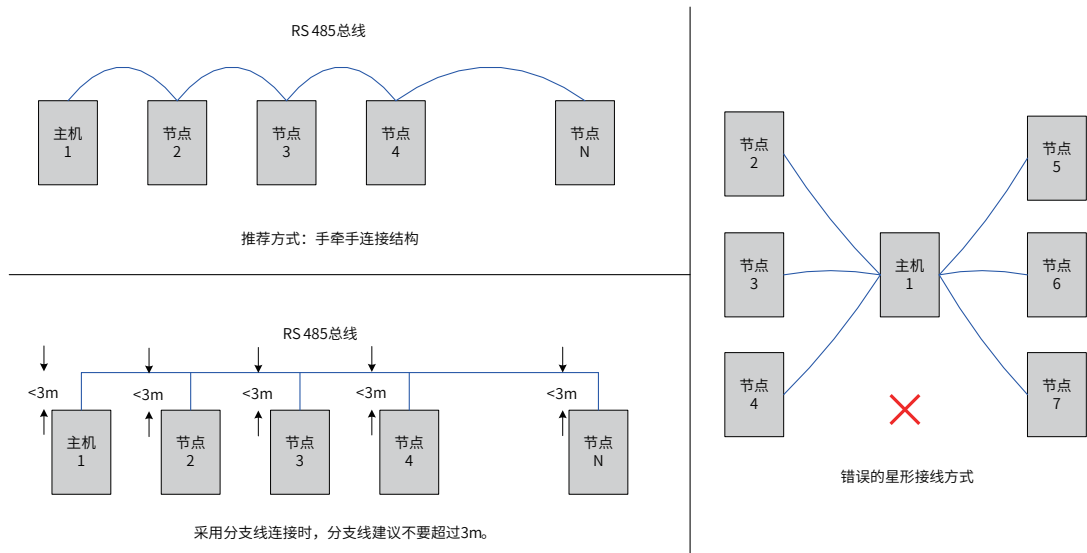 RS 485总线
主机
1
节点
2
节点
3
节点
4
节点
N
推荐方式：手牵手连接结构
RS 485总线
<3m
<3m
<3m
<3m
<3m
主机
1
节点
2
节点
3
节点
4
节点
N
采用分支线连接时，分支线建议不要超过3m。
节点
2
节点
3
节点
4
主机
1
节点
5
节点
6
节点
7
错误的星形接线方式